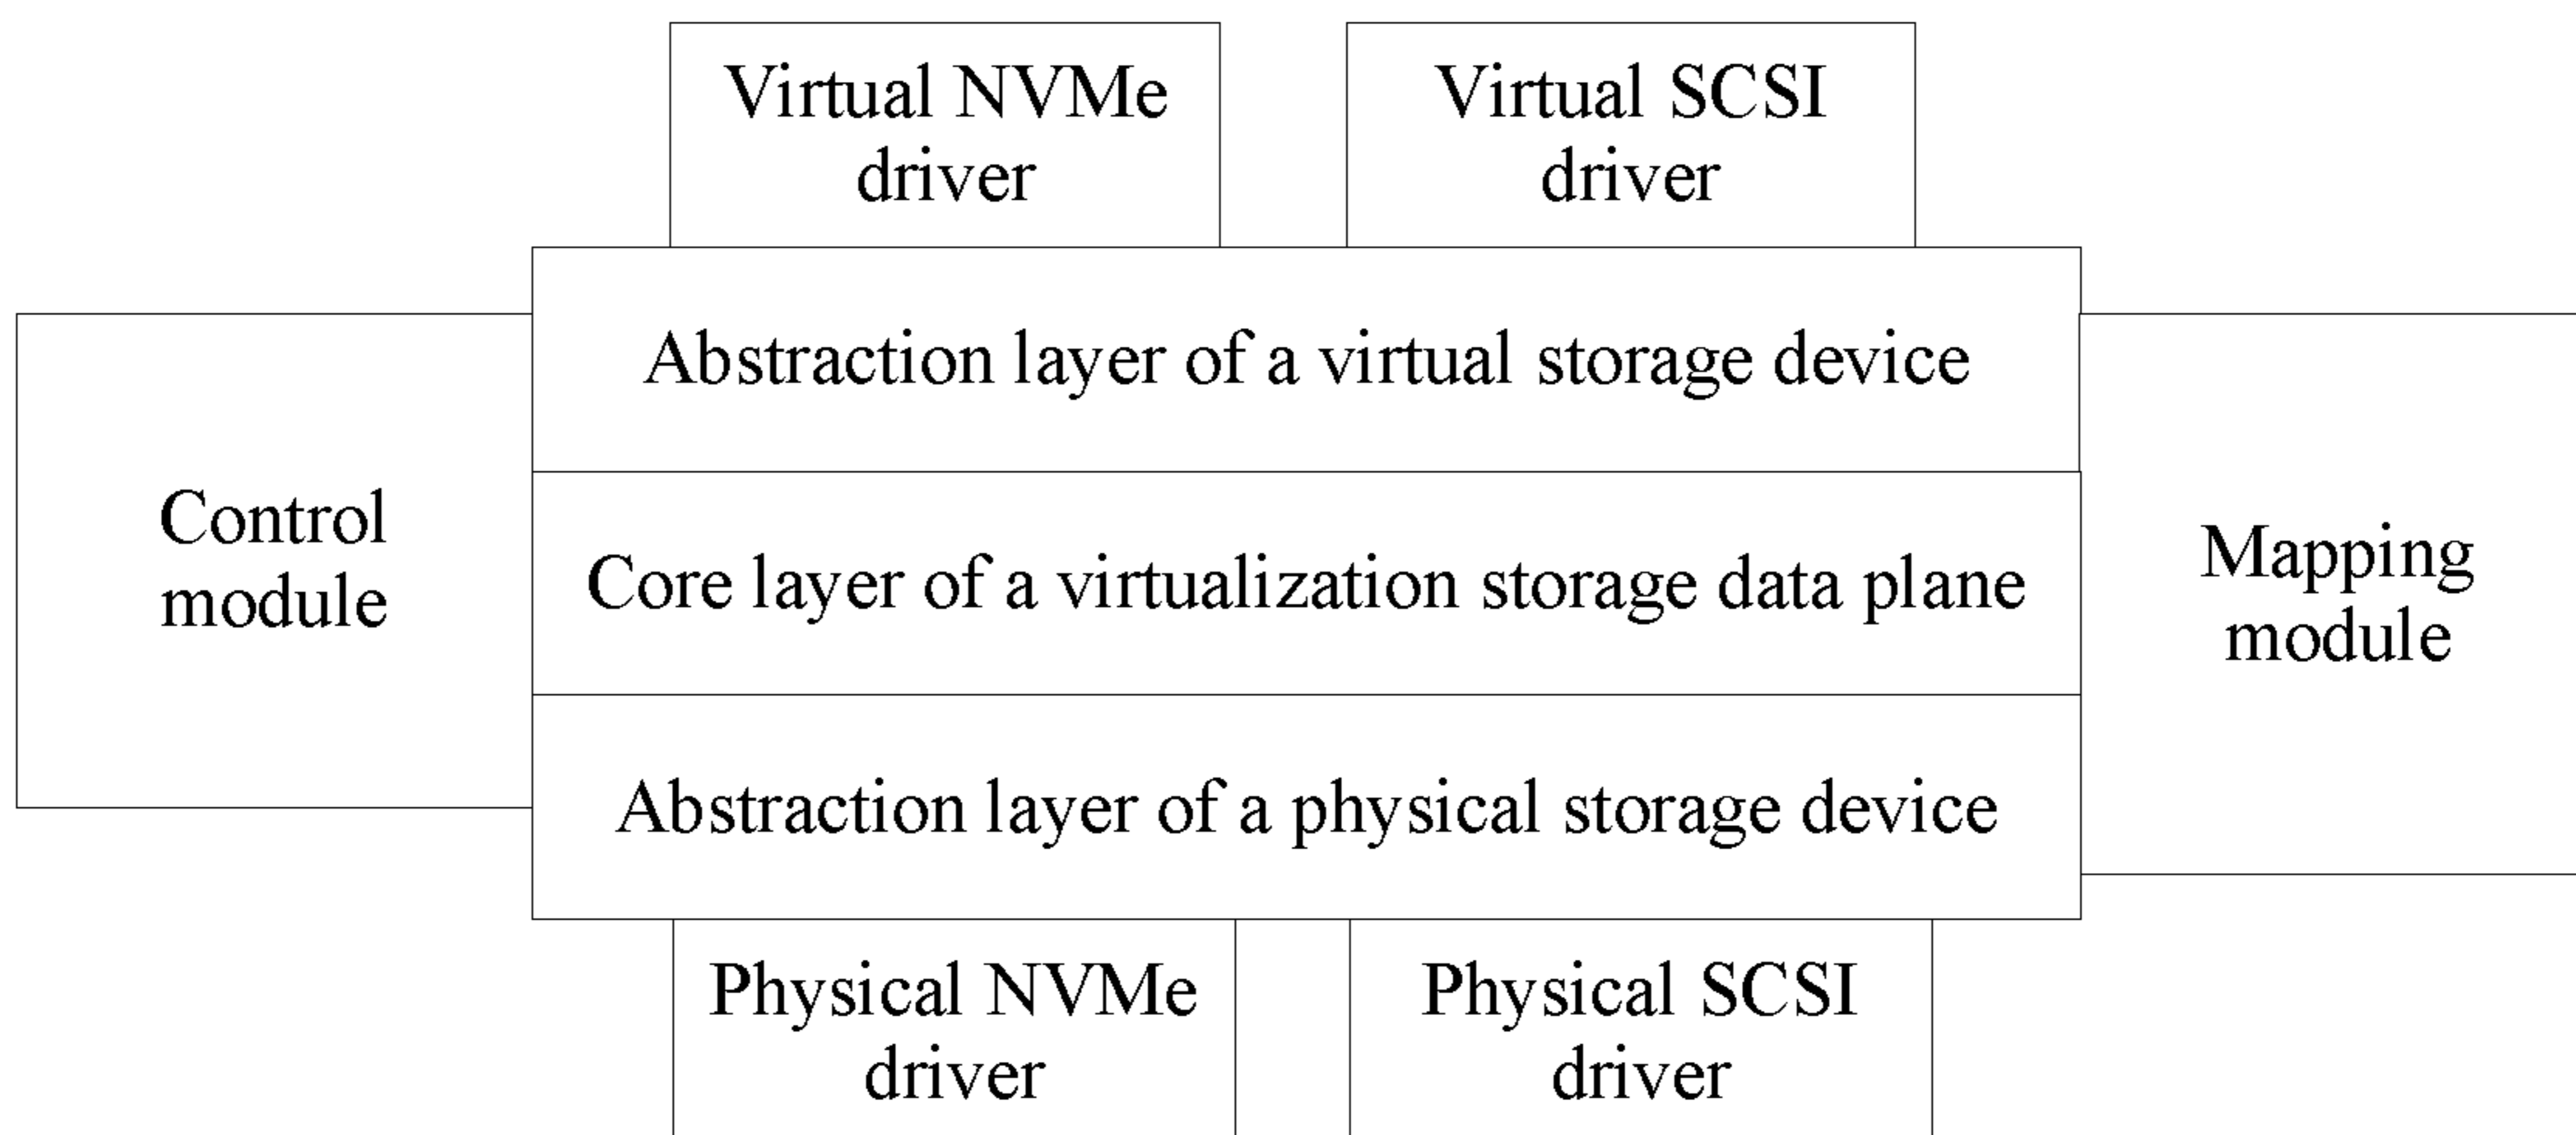 Virtual NVMe
driver
Virtual SCSI
driver
Abstraction layer of a virtual storage device
Control
module
Core layer of a virtualization storage data plane
Mapping
module
Abstraction layer of a physical storage device
Physical NVMe
driver
Physical SCSI
driver